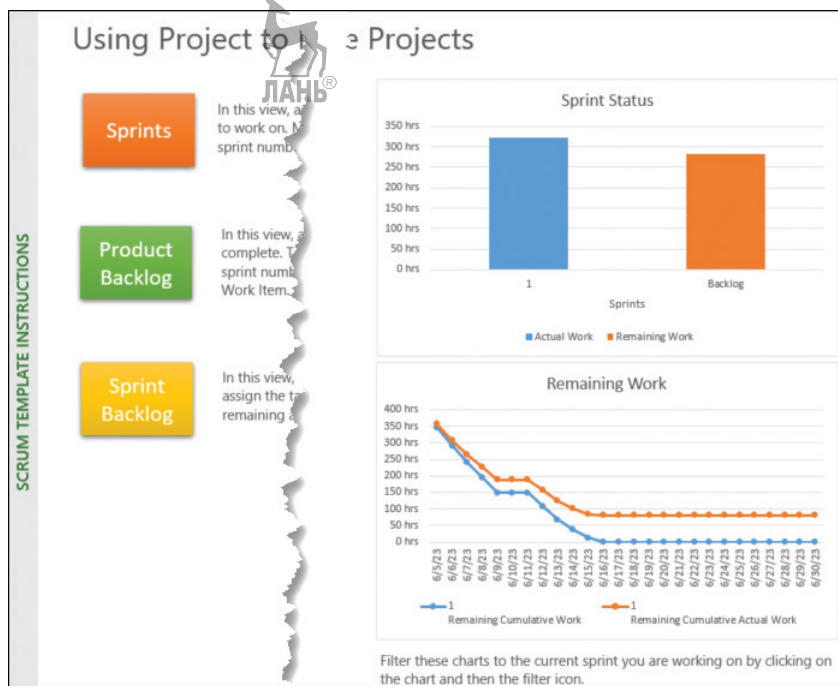 Using Project to Projects
ЛАНЬ®
SCRUM TEMPLATE INSTRUCTIONS
Sprints
In this view,
to work on.
sprint
Product
Backlog
In this view,
complete.
sprint
Work Item.
Sprint
Backlog
In this view,
assign the
remaining
Sprint Status
350 hrs
300 hrs
250 hrs
200 hrs
150 hrs
100 hrs
50 hrs
0 hrs
1 Backlog
Sprints
Actual Work Remaining Work
Remaining Work
400 hrs
350 hrs
300 hrs
250 hrs
200 hrs
150 hrs
100 hrs
50 hrs
0 hrs
6/5/23 6/6/23 6/7/23 6/8/23 6/9/23 6/10/23 6/11/23 6/12/23 6/13/23 6/14/23 6/15/23 6/16/23 6/17/23 6/18/23 6/19/23 6/20/23 6/21/23 6/22/23 6/23/23 6/24/23 6/25/23 6/26/23 6/27/23 6/28/23 6/29/23 6/30/23
1 1
Remaining Cumulative Work Remaining Cumulative Actual Work
Filter these charts to the current sprint you are working on by clicking on
the chart and then the filter icon.